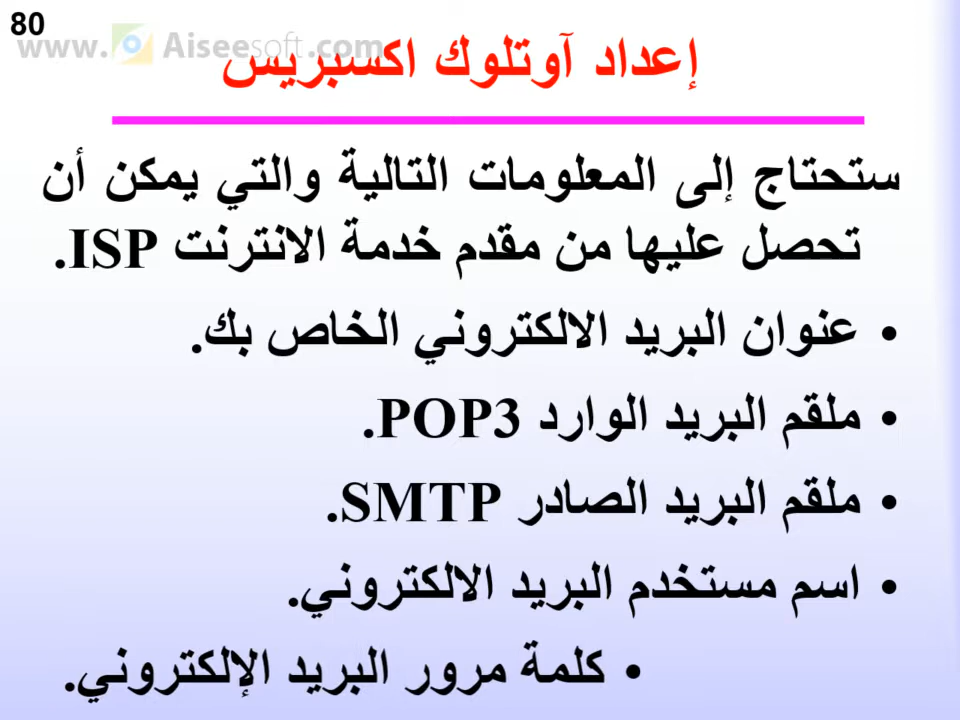 80
www.Aiseesoft.com
إعداد آوتلوك اكسبريس
ستحتاج إلى المعلومات التالية والتي يمكن أن
تحصل عليها من مقدم خدمة الانترنت ISP.
• عنوان البريد الالكتروني الخاص بك.
• ملقم البريد الوارد POP3.
• ملقم البريد الصادر SMTP.
• اسم مستخدم البريد الالكتروني.
• كلمة مرور البريد الإلكتروني.